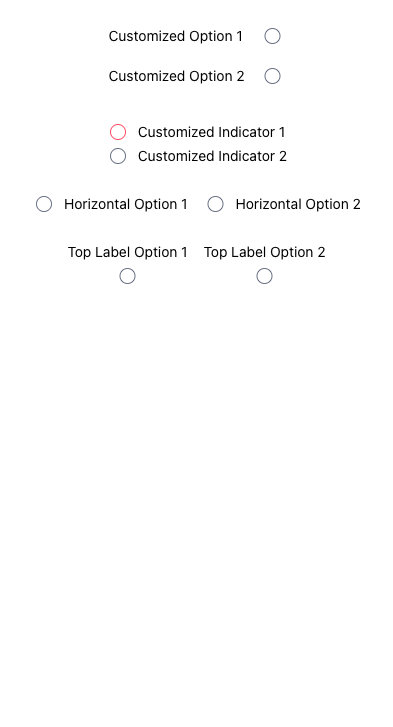 Customized Option 1
Customized Option 2
Customized Indicator 1
Customized Indicator 2
Horizontal Option 1 Horizontal Option 2
Top Label Option 1 Top Label Option 2